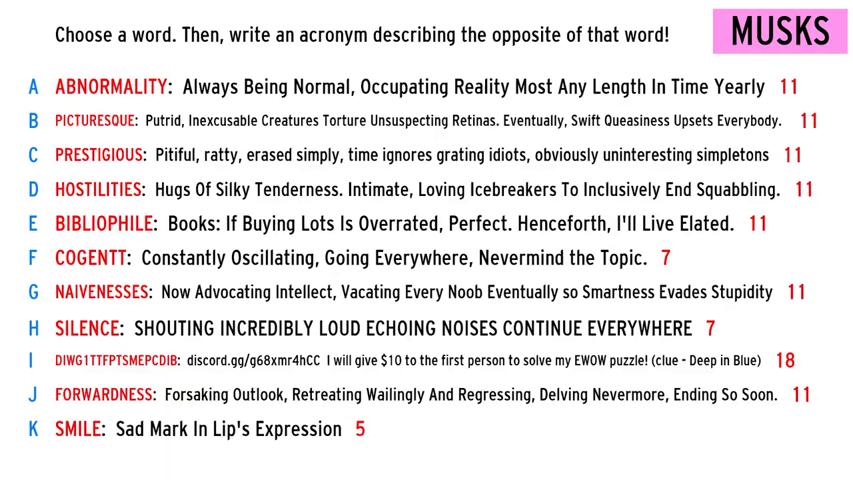 Choose a word. Then, write an acronym describing the opposite of that word!
MUSKS
A ABNORMALITY: Always Being Normal, Occupating Reality Most Any Length In Time Yearly 11
B PICTURESQUE: Putrid, Inexcusable Creatures Torture Unsuspecting Retinas. Eventually, Swift Queasiness Upsets Everybody. 11
C PRESTIGIOUS: Pitiful, ratty, erased simply, time ignores grating idiots, obviously uninteresting simpletons 11
D HOSTILITIES: Hugs Of Silky Tenderness. Intimate, Loving Icebreakers To Inclusively End Squabbling. 11
E BIBLIOPHILE: Books: If Buying Lots Is Overrated, Perfect. Henceforth, I'll Live Elated. 11
F COGENTT: Constantly Oscillating, Going Everywhere, Nevermind the Topic. 7
G NAIVENESSES: Now Advocating Intellect, Vacating Every Noob Eventually so Smartness Evades Stupidity 11
H SILENCE: SHOUTING INCREDIBLY LOUD ECHOING NOISES CONTINUE EVERYWHERE 7
I DIWG1TTFPTSMEPCDIB: discord.gg/g68xmr4hCC I will give $10 to the first person to solve my EWOW puzzle! (clue - Deep in Blue) 18
J FORWARDNESS: Forsaking Outlook, Retreating Wailingly And Regressing, Delving Nevermore, Ending So Soon. 11
K SMILE: Sad Mark In Lip's Expression 5